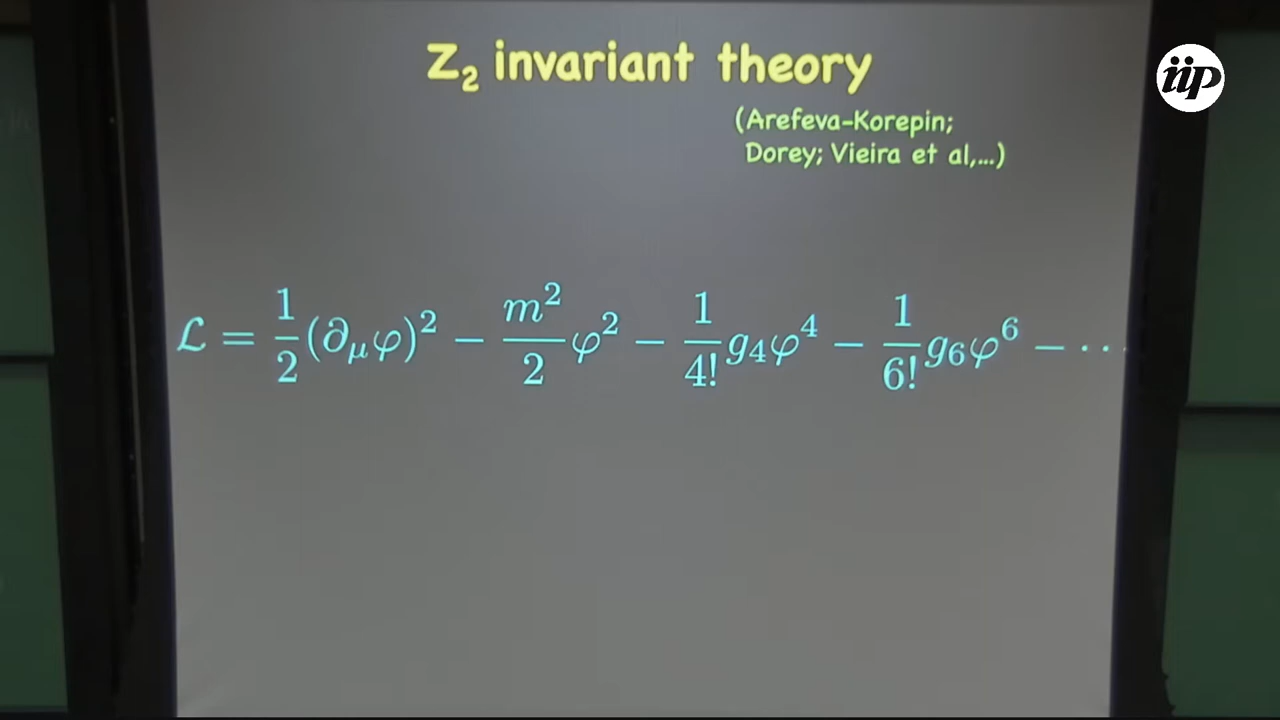 Z₂ invariant theory
iip
(Arefeva-Korepin;
Dorey; Vieira et al,...)
ℒ = 1/2 (∂_μ φ)² − m²/2 φ² − 1/4! g₄φ⁴ − 1/6! g₆φ⁶ − ···